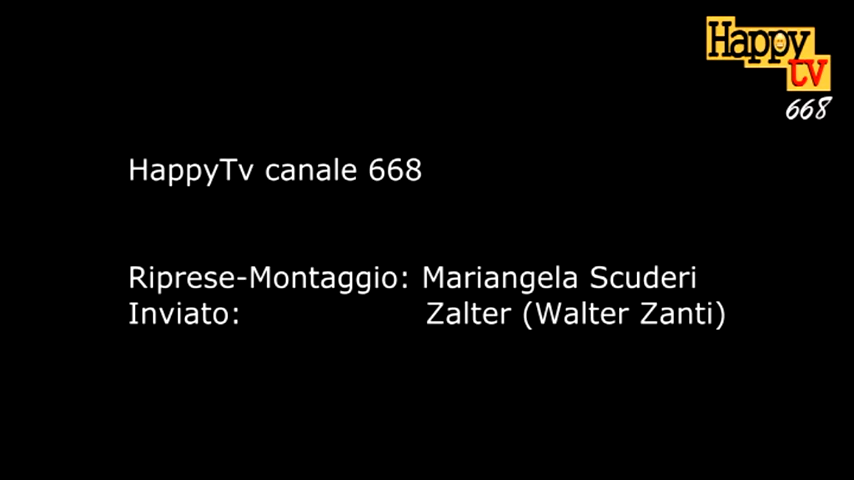 Happy
TV
668
HappyTv canale 668
Riprese-Montaggio: Mariangela Scuderi
Inviato: Zalter (Walter Zanti)